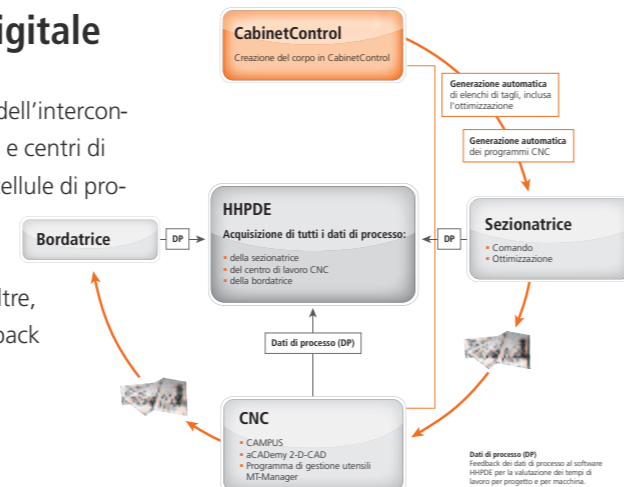 igitale
dell'intercon-
e centri di
cellule di pro-
ltre,
back
CabinetControl
Creazione del corpo in CabinetControl
Generazione automatica
di elenchi di tagli, inclusa
l'ottimizzazione
Generazione automatica
dei programmi CNC
Bordatrice
DP
HHPDE
Acquisizione di tutti i dati di processo:
▪ della sezionatrice
▪ del centro di lavoro CNC
▪ della bordatrice
DP
Sezionatrice
▪ Comando
▪ Ottimizzazione
Dati di processo (DP)
CNC
▪ CAMPUS
▪ aCADemy 2-D-CAD
▪ Programma di gestione utensili
MT-Manager
Dati di processo (DP)
Feedback dei dati di processo al software
HHPDE per la valutazione dei tempi di
lavoro per progetto e per macchina.